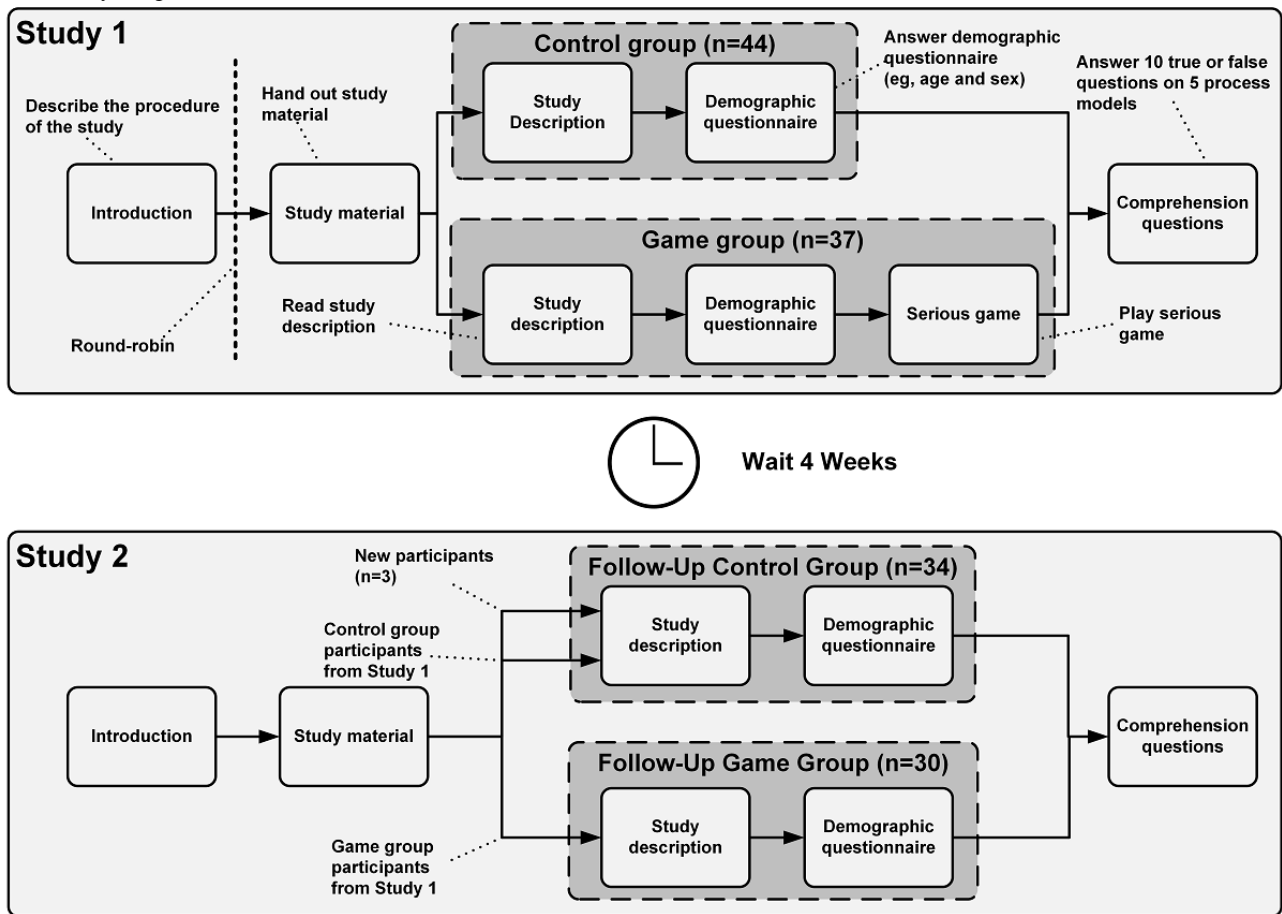 Study 1
Control group (n=44)
Answer demographic
questionnaire
(eg, age and sex)
Answer 10 true or false
questions on 5 process
models
Describe the procedure
of the study
Hand out study
material
Study
Description
Demographic
questionnaire
Introduction
Study material
Comprehension
questions
Game group (n=37)
Read study
description
Study
description
Demographic
questionnaire
Serious game
Play serious
game
Round-robin
Wait 4 Weeks
Study 2
New participants
(n=3)
Follow-Up Control Group (n=34)
Control group
participants
from Study 1
Study
description
Demographic
questionnaire
Introduction
Study material
Comprehension
questions
Follow-Up Game Group (n=30)
Game group
participants
from Study 1
Study
description
Demographic
questionnaire